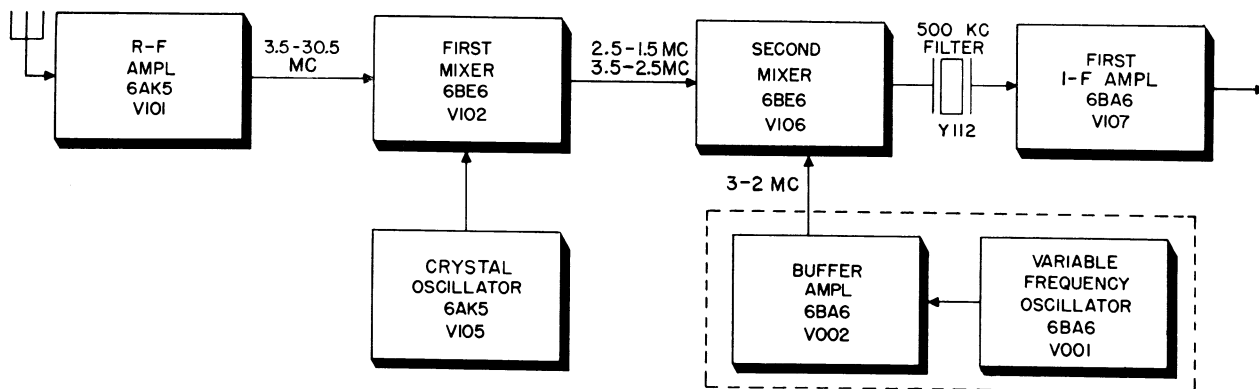 R-F
AMPL
6AK5
V101
3.5-30.5
MC
FIRST
MIXER
6BE6
V102
2.5-1.5 MC
3.5-2.5MC
SECOND
MIXER
6BE6
V106
500 KC
FILTER
Y112
FIRST
I-F AMPL
6BA6
V107
3-2 MC
CRYSTAL
OSCILLATOR
6AK5
V105
BUFFER
AMPL
6BA6
V002
VARIABLE
FREQUENCY
OSCILLATOR
6BA6
V001